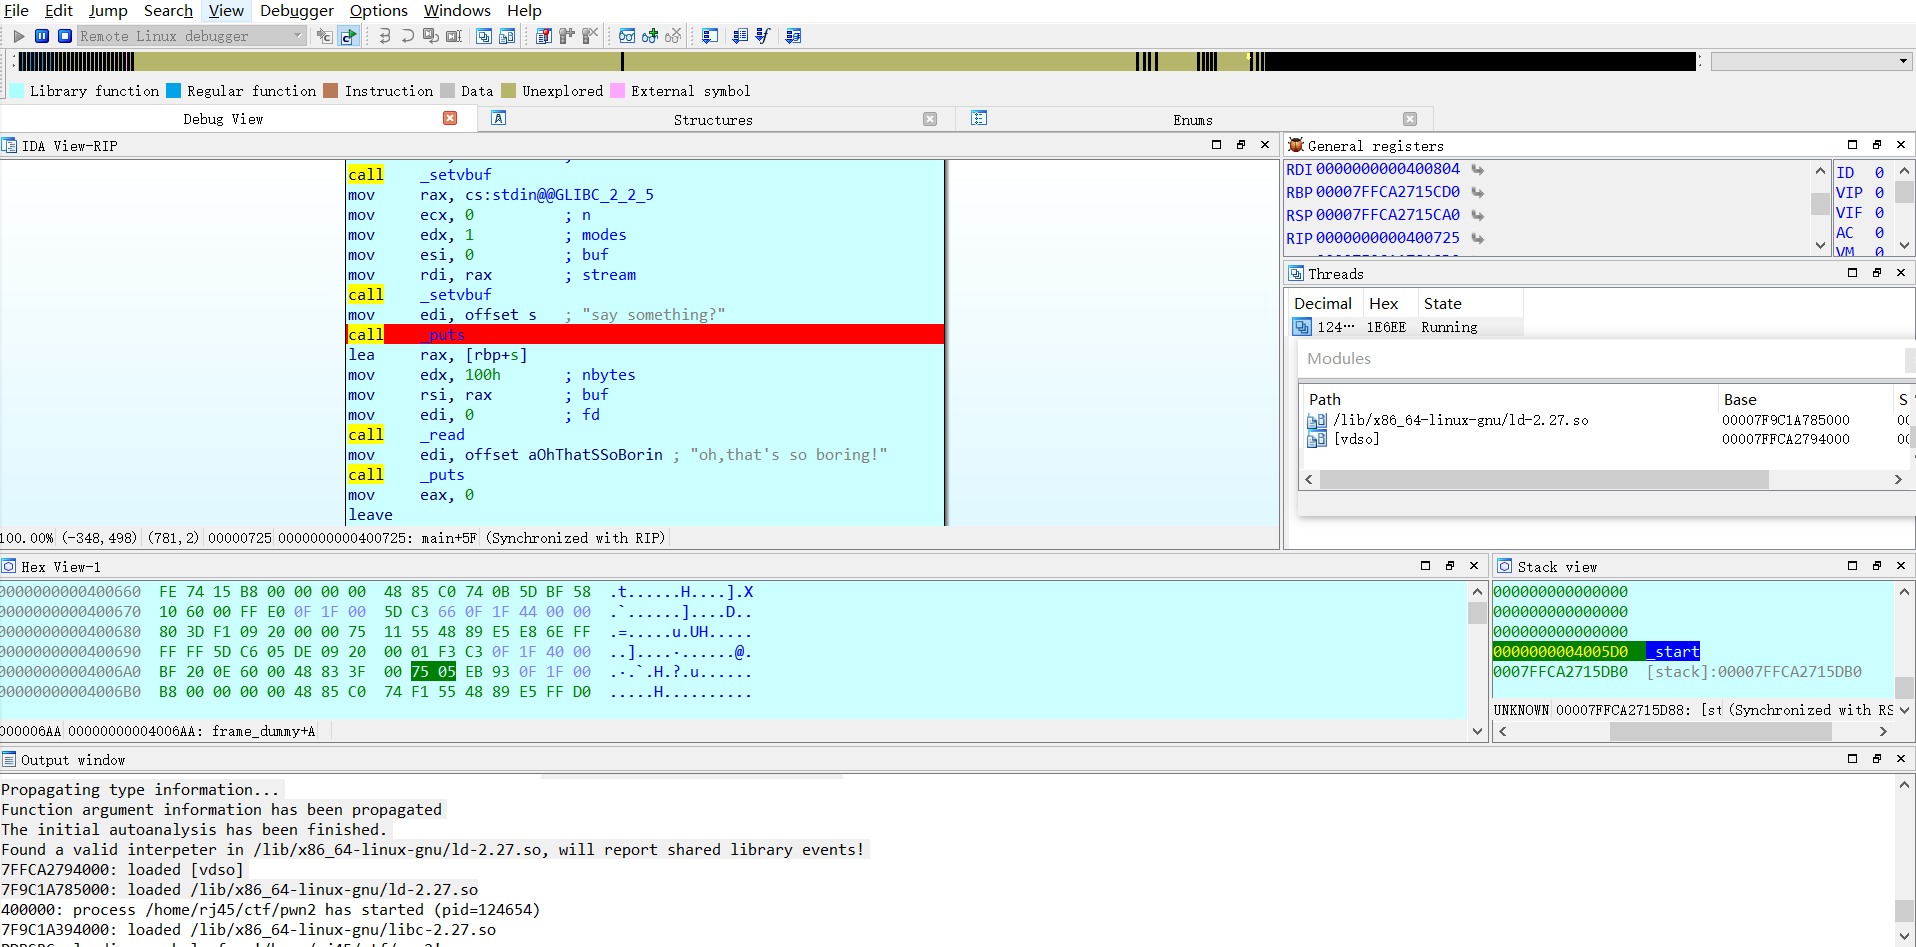 File Edit Jump Search View Debugger Options Windows Help
Remote Linux debugger
Library function Regular function Instruction Data Unexplored External symbol
Debug View Structures Enums
IDA View-RIP
call _setvbuf
mov rax, cs:stdin@@GLIBC_2_2_5
mov ecx, 0 ; n
mov edx, 1 ; modes
mov esi, 0 ; buf
mov rdi, rax ; stream
call _setvbuf
mov edi, offset s ; "say something?"
call _puts
lea rax, [rbp+s]
mov edx, 100h ; nbytes
mov rsi, rax ; buf
mov edi, 0 ; fd
call _read
mov edi, offset aOhThatSSoBorin ; "oh,that's so boring!"
call _puts
mov eax, 0
leave
100.00% (-348,498) (781,2) 00000725 0000000000400725: main+5F (Synchronized with RIP)
General registers
RDI 0000000000400804
RBP 00007FFCA2715CD0
RSP 00007FFCA2715CA0
RIP 0000000000400725
ID 0
VIP 0
VIF 0
AC 0
VM 0
Threads
Decimal Hex State
124… 1E6EE Running
Modules
Path Base S
/lib/x86_64-linux-gnu/ld-2.27.so 00007F9C1A785000 00
[vdso] 00007FFCA2794000 00
Hex View-1
0000000000400660 FE 74 15 B8 00 00 00 00 48 85 C0 74 0B 5D BF 58 .t......H....].X
0000000000400670 10 60 00 FF E0 0F 1F 00 5D C3 66 0F 1F 44 00 00 .`......]....D..
0000000000400680 80 3D F1 09 20 00 00 75 11 55 48 89 E5 E8 6E FF .=.....u.UH.....
0000000000400690 FF FF 5D C6 05 DE 09 20 00 01 F3 C3 0F 1F 40 00 ..]....·......@.
00000000004006A0 BF 20 0E 60 00 48 83 3F 00 75 05 EB 93 0F 1F 00 .·.`.H.?.u......
00000000004006B0 B8 00 00 00 00 48 85 C0 74 F1 55 48 89 E5 FF D0 .....H..........
000006AA 00000000004006AA: frame_dummy+A
Stack view
000000000000000
000000000000000
000000000000000
0000000004005D0 _start
0007FFCA2715DB0 [stack]:00007FFCA2715DB0
UNKNOWN 00007FFCA2715D88: [st (Synchronized with RS
Output window
Propagating type information...
Function argument information has been propagated
The initial autoanalysis has been finished.
Found a valid interpeter in /lib/x86_64-linux-gnu/ld-2.27.so, will report shared library events!
7FFCA2794000: loaded [vdso]
7F9C1A785000: loaded /lib/x86_64-linux-gnu/ld-2.27.so
400000: process /home/rj45/ctf/pwn2 has started (pid=124654)
7F9C1A394000: loaded /lib/x86_64-linux-gnu/libc-2.27.so